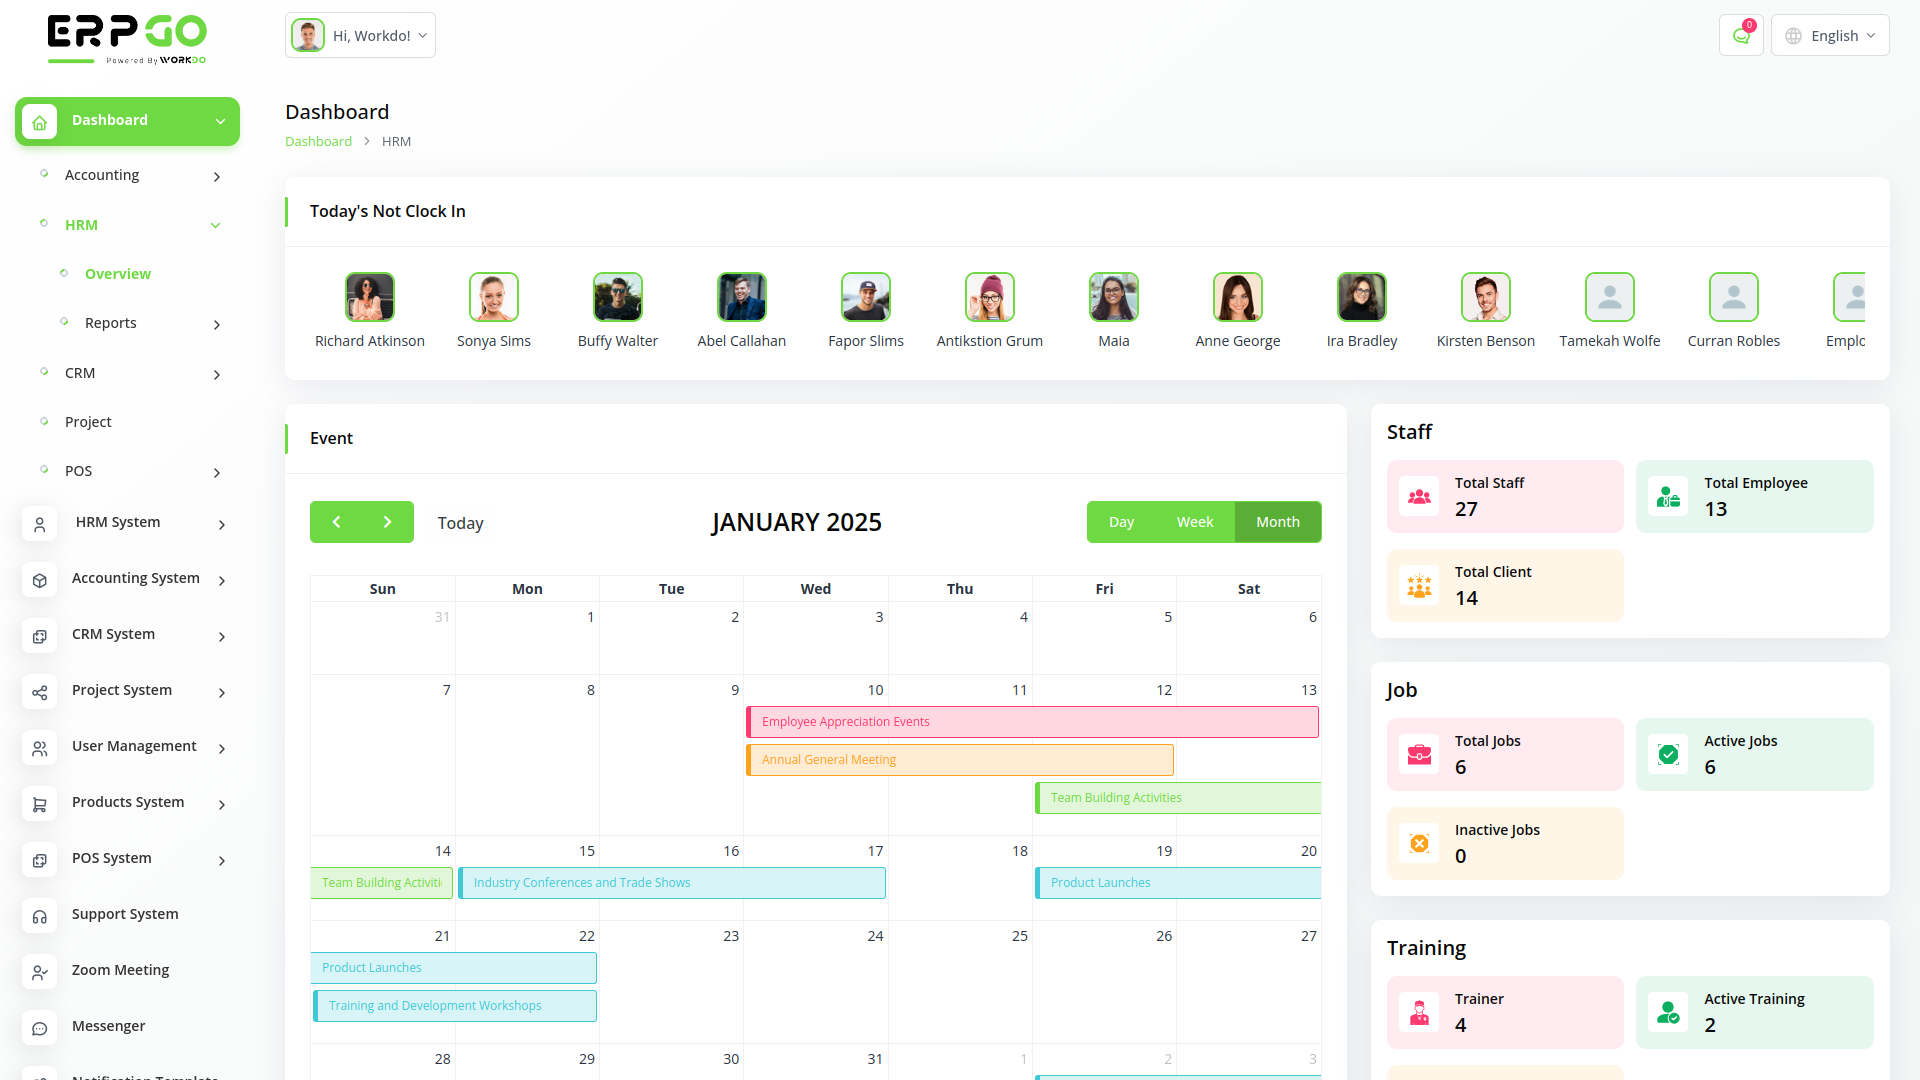 ERPGO
Powered By WORKDO
Hi, Workdo!
0
English
Dashboard
Accounting
HRM
Overview
Reports
CRM
Project
POS
HRM System
Accounting System
CRM System
Project System
User Management
Products System
POS System
Support System
Zoom Meeting
Messenger
Notification Template
Dashboard
Dashboard > HRM
Today's Not Clock In
Richard Atkinson
Sonya Sims
Buffy Walter
Abel Callahan
Fapor Slims
Antikstion Grum
Maia
Anne George
Ira Bradley
Kirsten Benson
Tamekah Wolfe
Curran Robles
Emplo
Event
Today
JANUARY 2025
Day Week Month
Sun Mon Tue Wed Thu Fri Sat
31 1 2 3 4 5 6
7 8 9 10 11 12 13
Employee Appreciation Events
Annual General Meeting
Team Building Activities
14 15 16 17 18 19 20
Team Building Activiti Industry Conferences and Trade Shows Product Launches
21 22 23 24 25 26 27
Product Launches
Training and Development Workshops
28 29 30 31 1 2 3
Staff
Total Staff
27
Total Employee
13
Total Client
14
Job
Total Jobs
6
Active Jobs
6
Inactive Jobs
0
Training
Trainer
4
Active Training
2